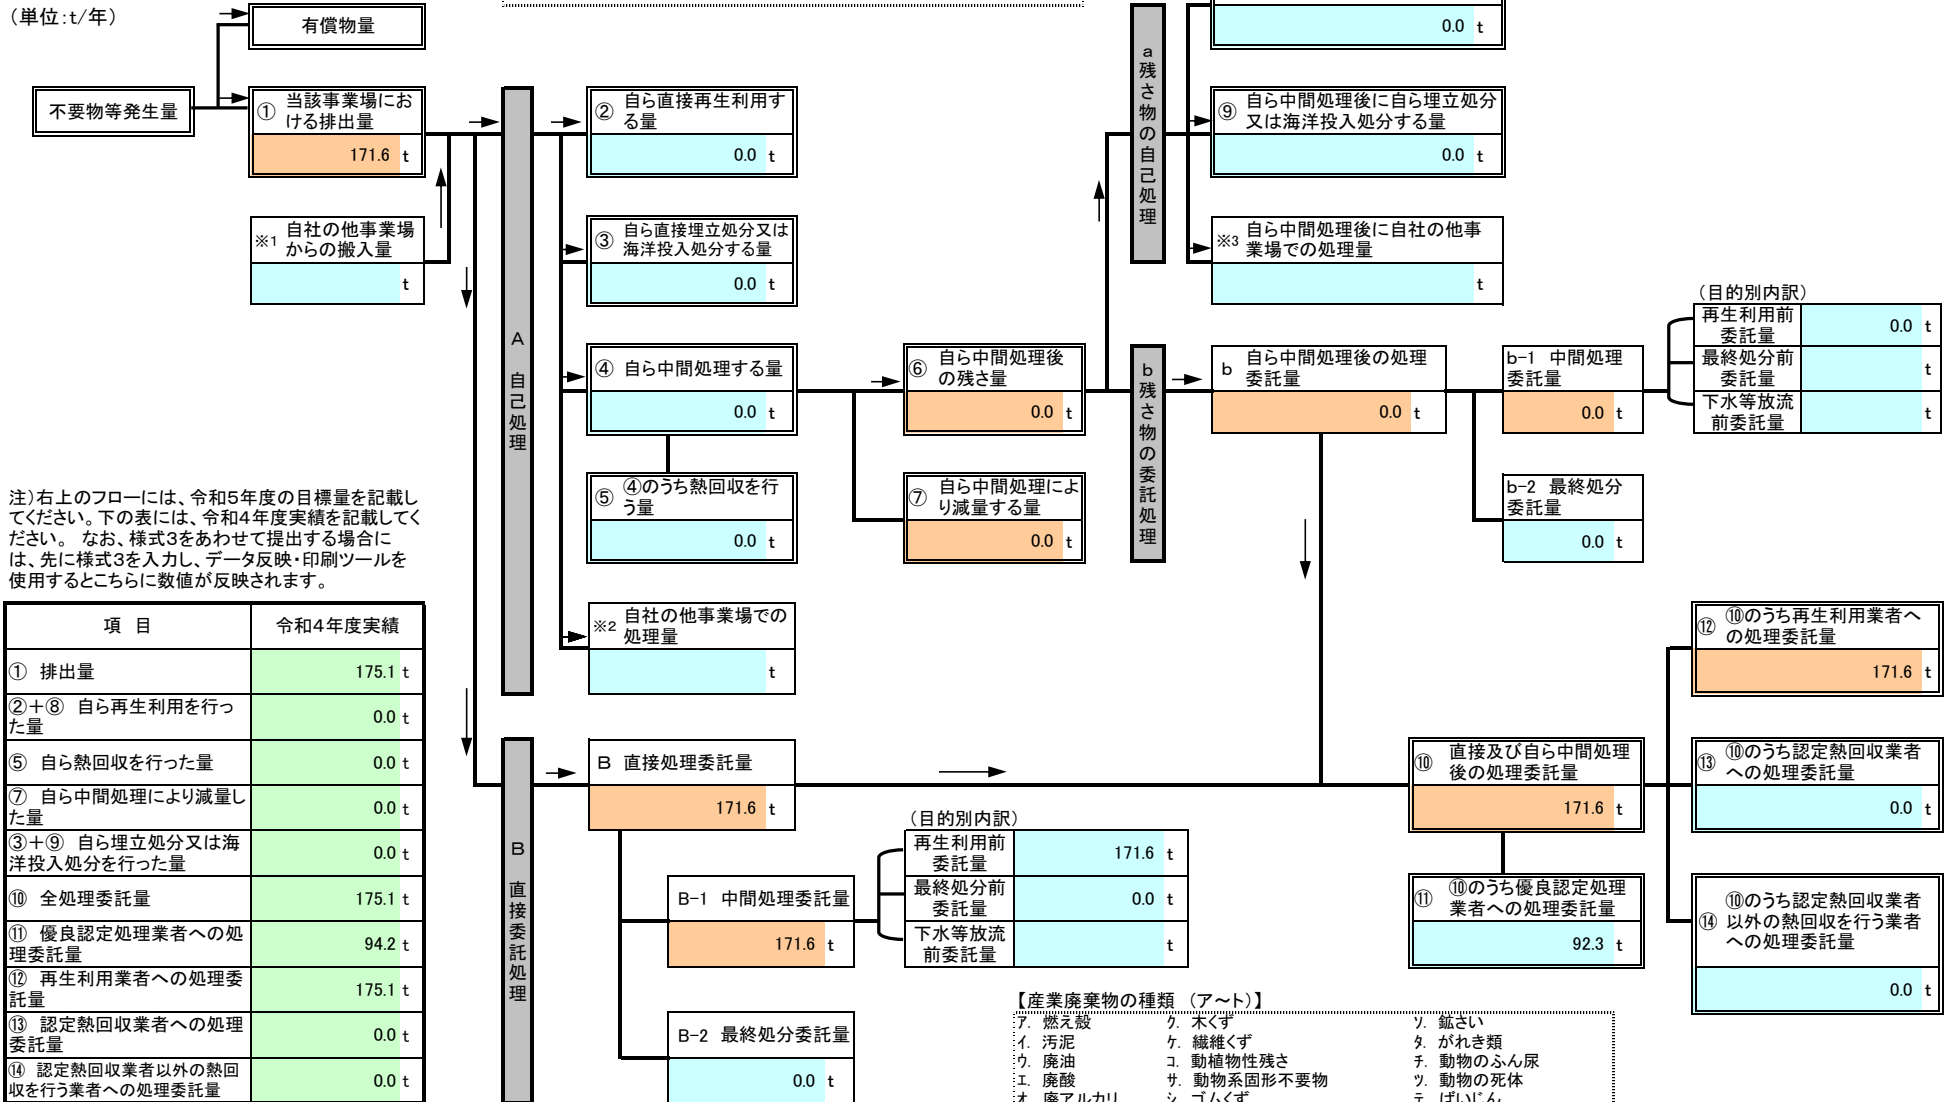 （単位：t/年）
有償物量
不要物等発生量
① 当該事業場にお
ける排出量
171.6 t
※1 自社の他事業場
からの搬入量
t
A 自己処理
② 自ら直接再生利用す
る量
0.0 t
③ 自ら直接埋立処分又は
海洋投入処分する量
0.0 t
④ 自ら中間処理する量
0.0 t
⑤ ④のうち熱回収を行
う量
0.0 t
※2 自社の他事業場での
処理量
t
⑥ 自ら中間処理後
の残さ量
0.0 t
⑦ 自ら中間処理によ
り減量する量
0.0 t
a 残さ物の自己処理
0.0 t
⑨ 自ら中間処理後に自ら埋立処分
又は海洋投入処分する量
0.0 t
※3 自ら中間処理後に自社の他事
業場での処理量
t
b 残さ物の委託処理
b 自ら中間処理後の処理
委託量
0.0 t
b-1 中間処理
委託量
0.0 t
（目的別内訳）
再生利用前
委託量
0.0 t
最終処分前
委託量
t
下水等放流
前委託量
t
b-2 最終処分
委託量
0.0 t
注）右上のフローには、令和５年度の目標量を記載し
てください。下の表には、令和４年度実績を記載してく
ださい。 なお、様式３をあわせて提出する場合に
は、先に様式３を入力し、データ反映・印刷ツールを
使用するとこちらに数値が反映されます。
項 目 令和４年度実績
① 排出量 175.1 t
②＋⑧ 自ら再生利用を行っ
た量
0.0 t
⑤ 自ら熱回収を行った量 0.0 t
⑦ 自ら中間処理により減量し
た量
0.0 t
③＋⑨ 自ら埋立処分又は海
洋投入処分を行った量
0.0 t
⑩ 全処理委託量 175.1 t
⑪ 優良認定処理業者への処
理委託量
94.2 t
⑫ 再生利用業者への処理委
託量
175.1 t
⑬ 認定熱回収業者への処理
委託量
0.0 t
⑭ 認定熱回収業者以外の熱回
収を行う業者への処理委託量
0.0 t
B 直接委託処理
B 直接処理委託量
171.6 t
B-1 中間処理委託量
171.6 t
（目的別内訳）
再生利用前
委託量
171.6 t
最終処分前
委託量
0.0 t
下水等放流
前委託量
t
B-2 最終処分委託量
0.0 t
⑩ 直接及び自ら中間処理
後の処理委託量
171.6 t
⑪ ⑩のうち優良認定処理
業者への処理委託量
92.3 t
⑫ ⑩のうち再生利用業者へ
の処理委託量
171.6 t
⑬ ⑩のうち認定熱回収業者
への処理委託量
0.0 t
⑩のうち認定熱回収業者
⑭ 以外の熱回収を行う業者
への処理委託量
0.0 t
【産業廃棄物の種類 （ア～ト）】
ア. 燃え殻 ク. 木くず ソ. 鉱さい
イ. 汚泥 ケ. 繊維くず タ. がれき類
ウ. 廃油 コ. 動植物性残さ チ. 動物のふん尿
エ. 廃酸 サ. 動物系固形不要物 ツ. 動物の死体
オ. 廃アルカリ シ. ゴムくず テ. ばいじん